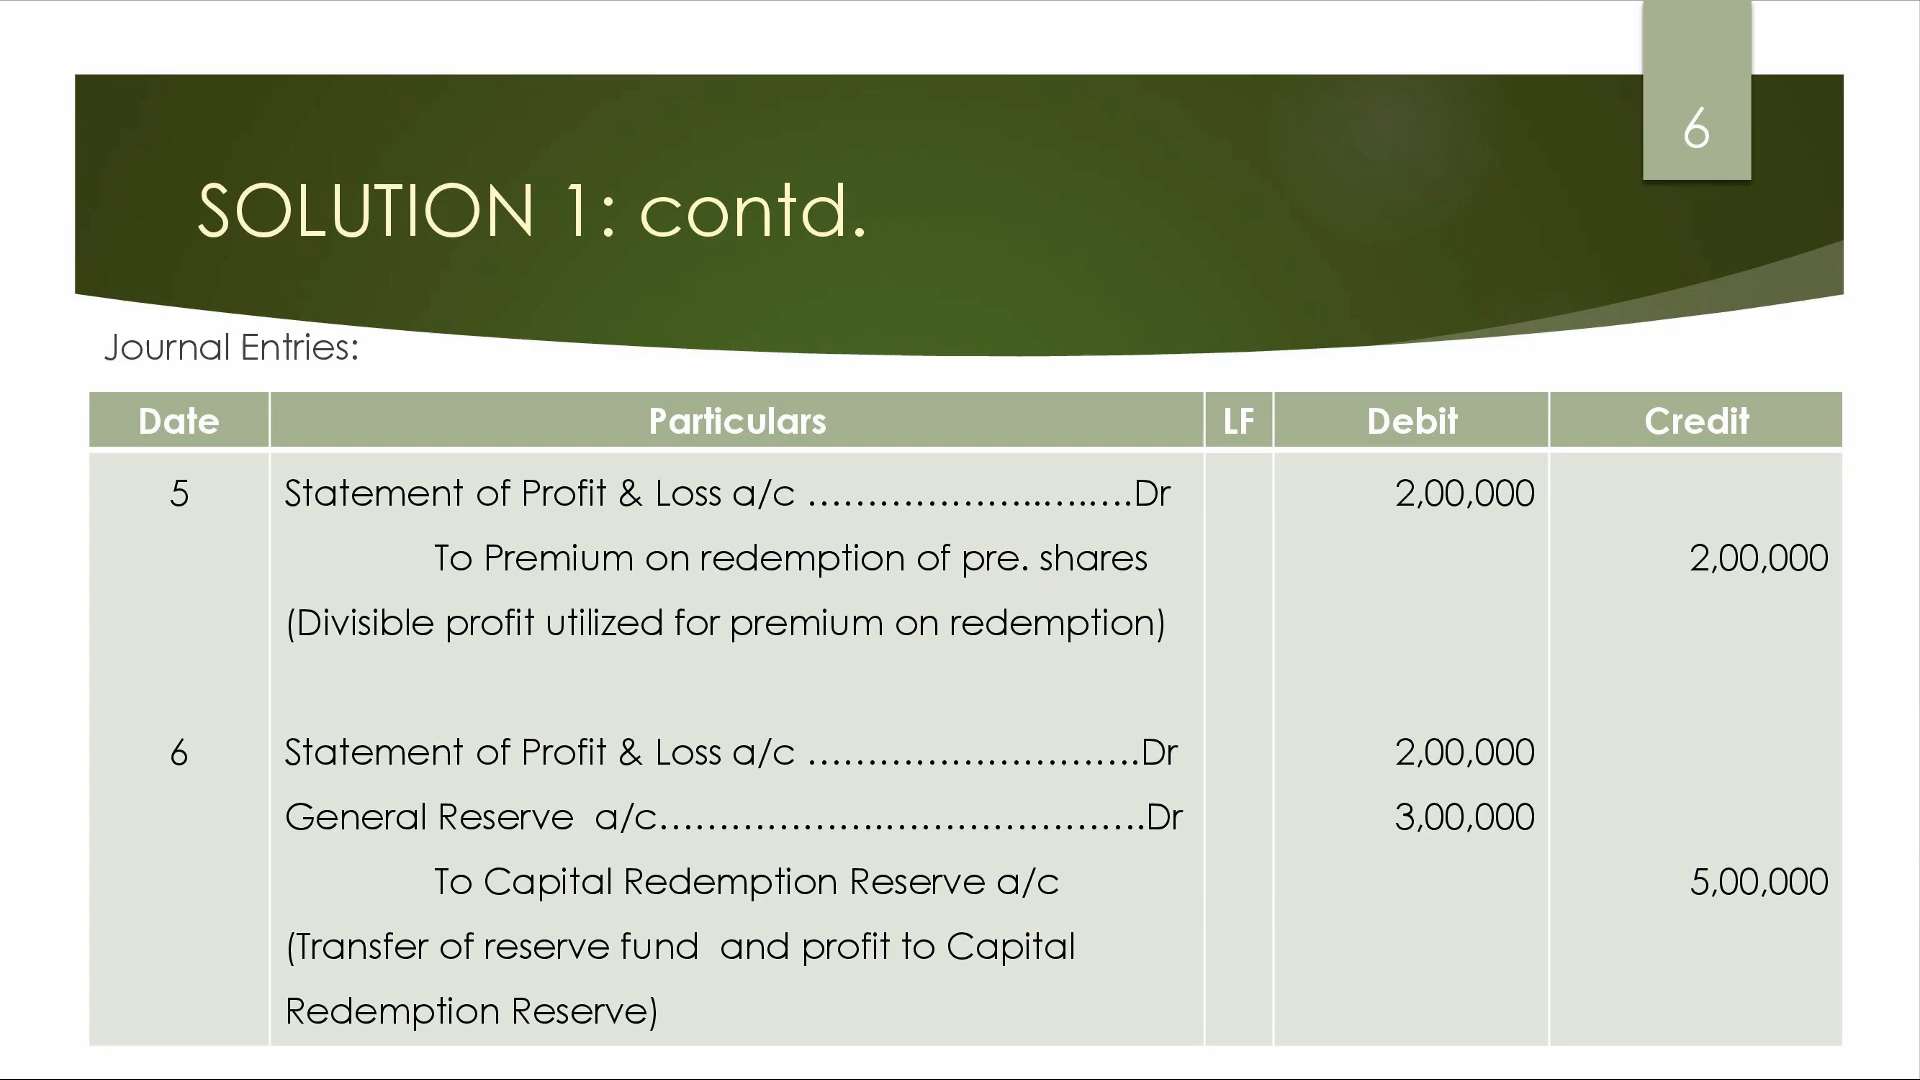 6
SOLUTION 1: contd.
Journal Entries:
Date Particulars LF Debit Credit
5 Statement of Profit & Loss a/c ………………...…….Dr 2,00,000
To Premium on redemption of pre. shares 2,00,000
(Divisible profit utilized for premium on redemption)
6 Statement of Profit & Loss a/c ……………………….Dr 2,00,000
General Reserve  a/c………………………………….Dr 3,00,000
To Capital Redemption Reserve a/c 5,00,000
(Transfer of reserve fund  and profit to Capital
Redemption Reserve)